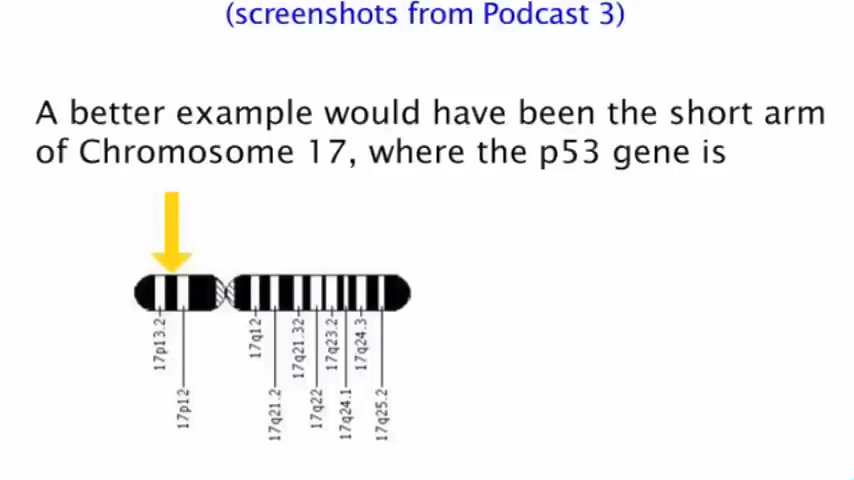 (screenshots from Podcast 3)
A better example would have been the short arm
of Chromosome 17, where the p53 gene is
17p13.2
17p12
17q12
17q21.2
17q21.32
17q22
17q23.2
17q24.1
17q24.3
17q25.2